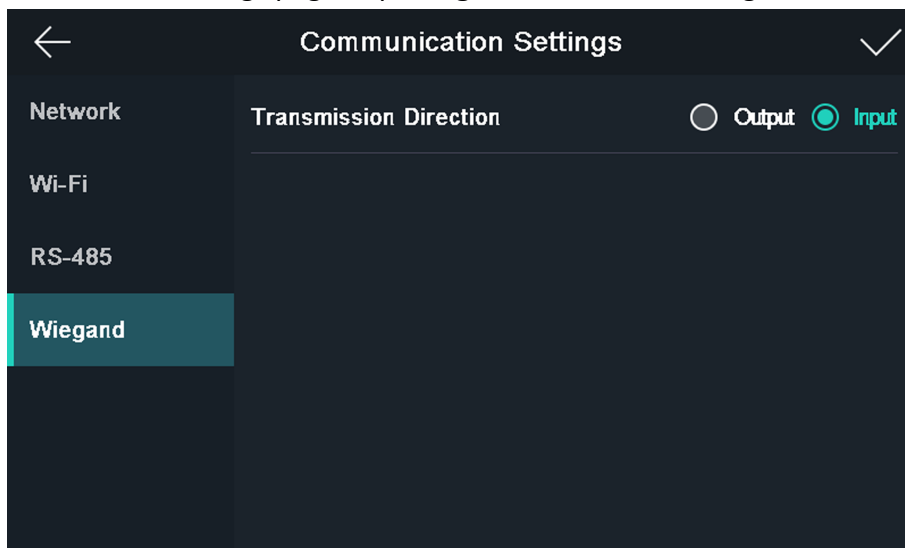 Communication Settings
Network
Transmission Direction Output Input
Wi-Fi
RS-485
Wiegand